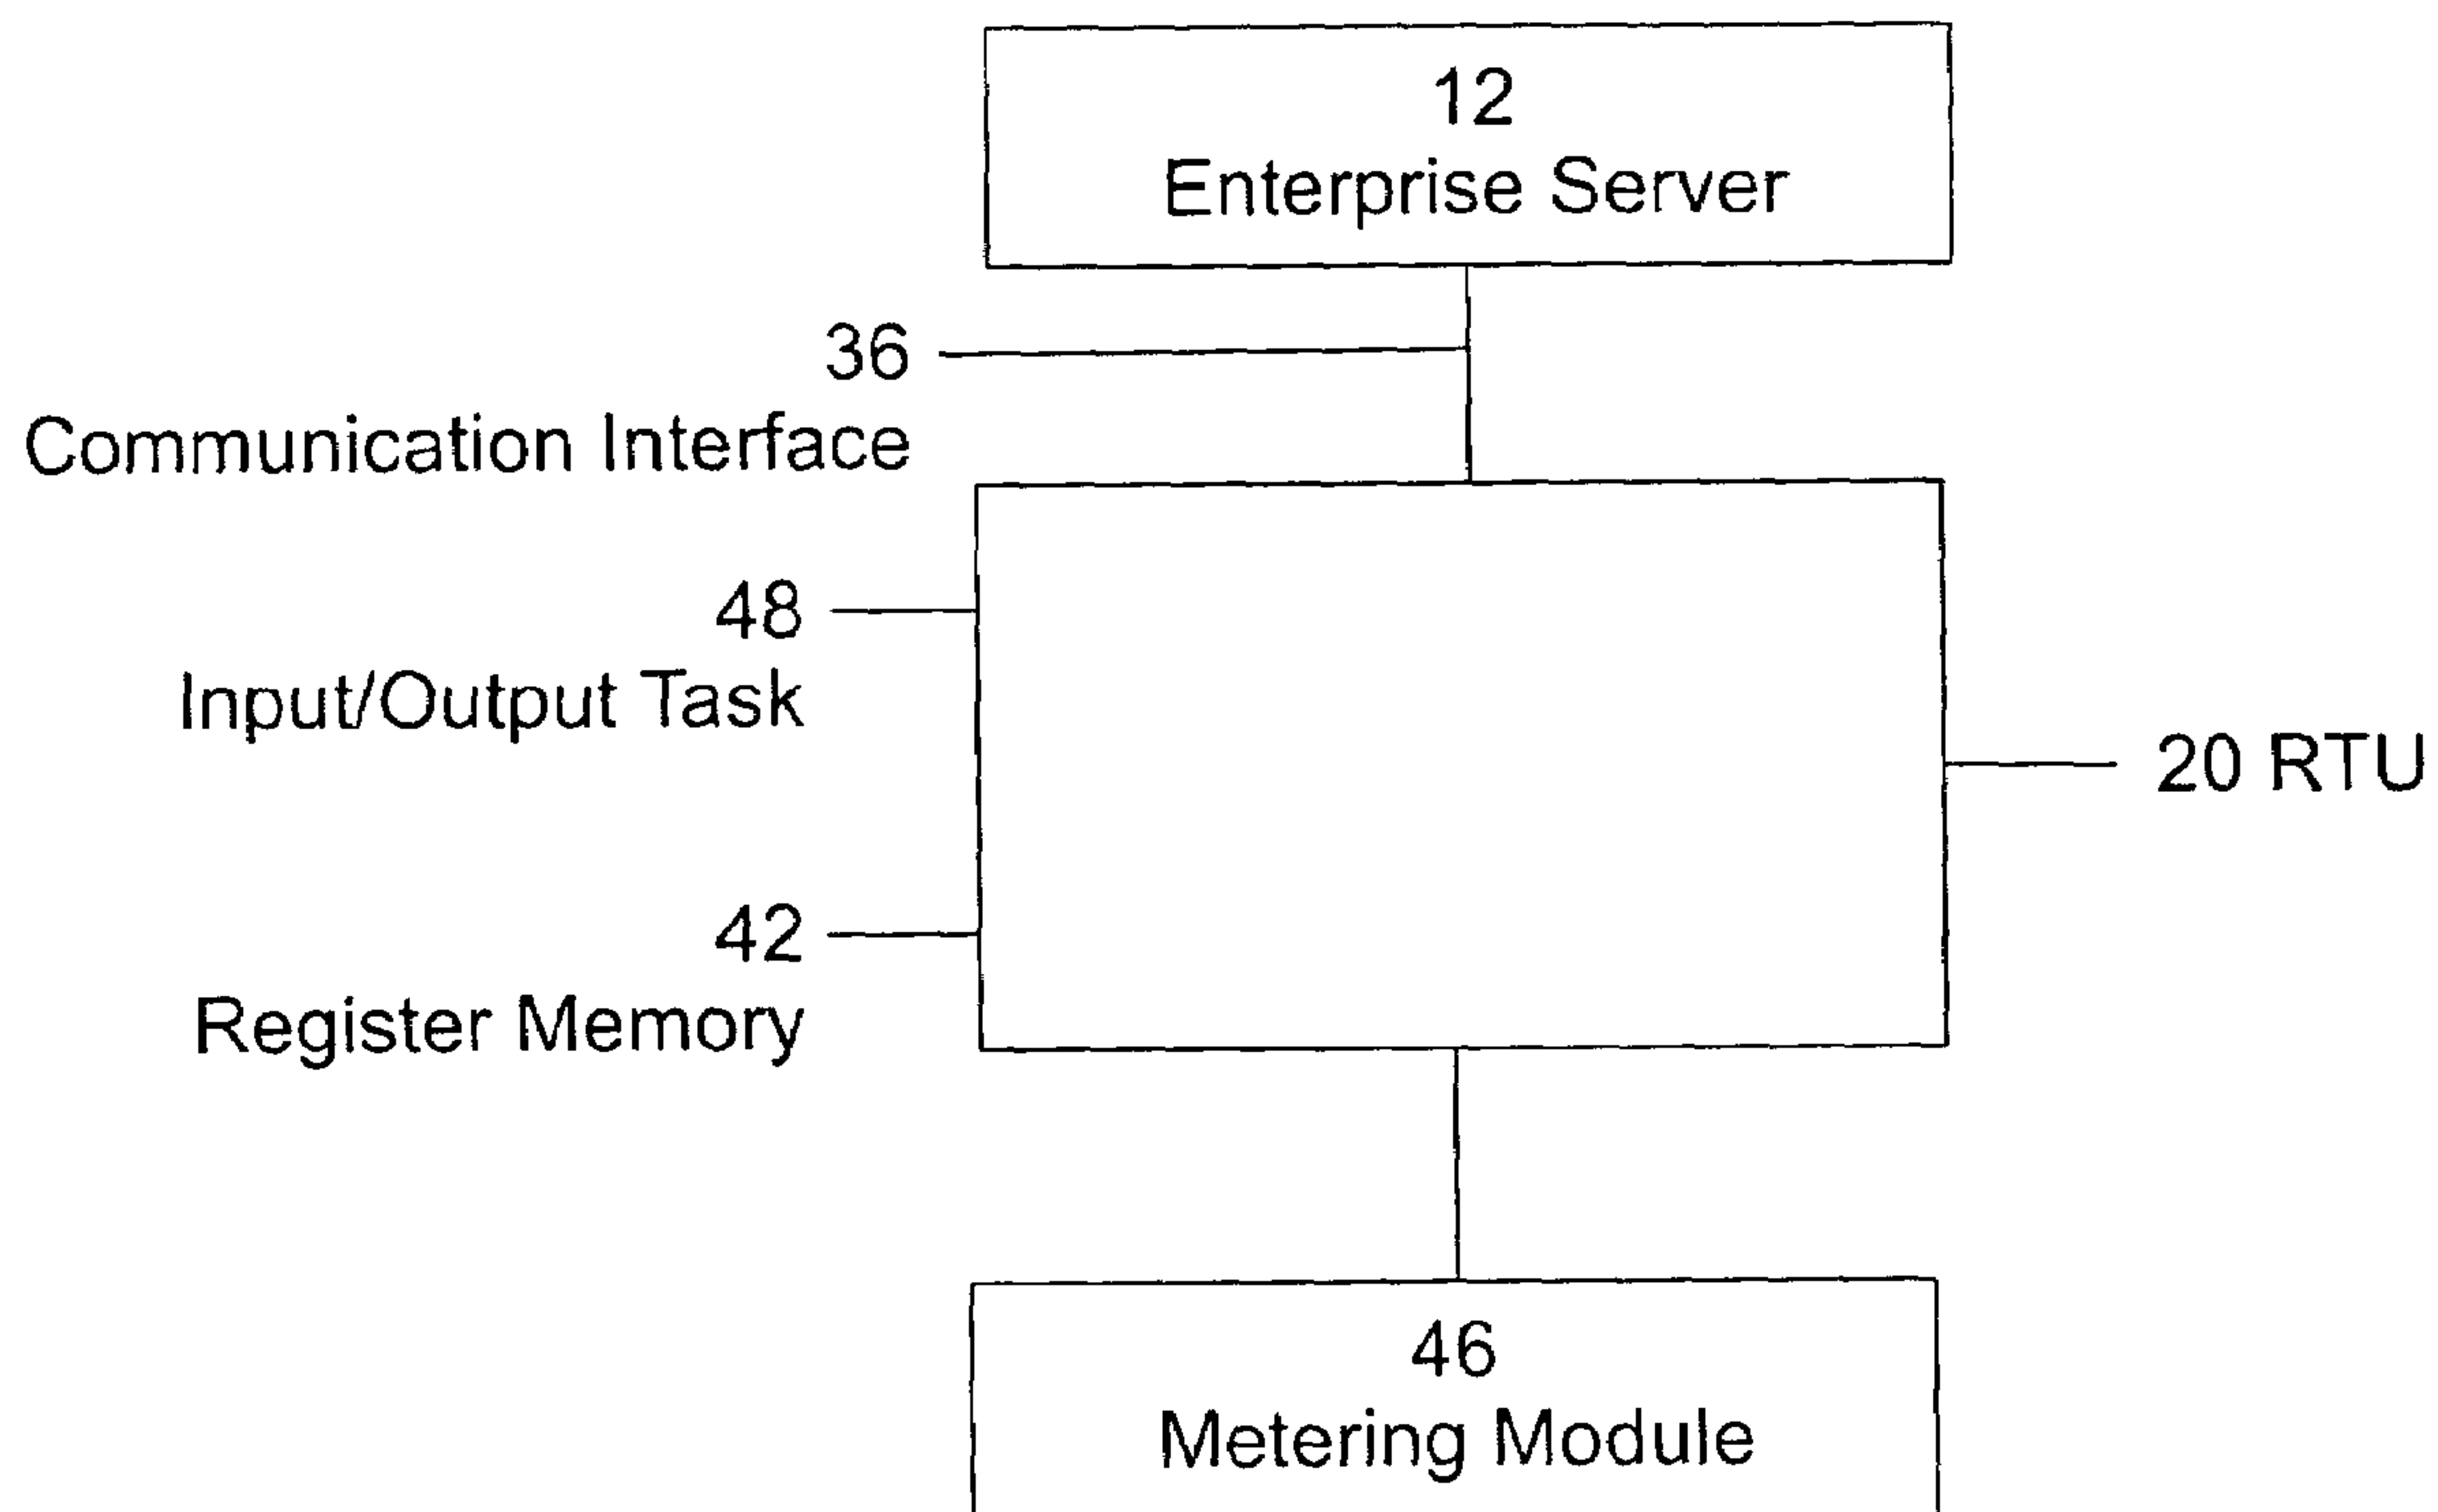 12
Enterprise Server
36
Communication Interface
48
Input/Output Task
20 RTU
42
Register Memory
46
Metering Module